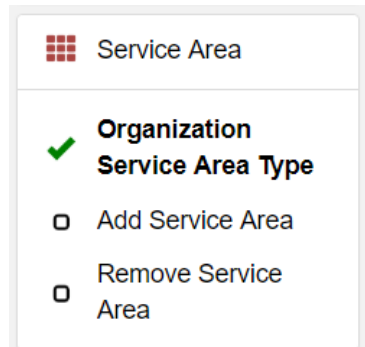 Service Area
Organization
Service Area Type
Add Service Area
Remove Service
Area